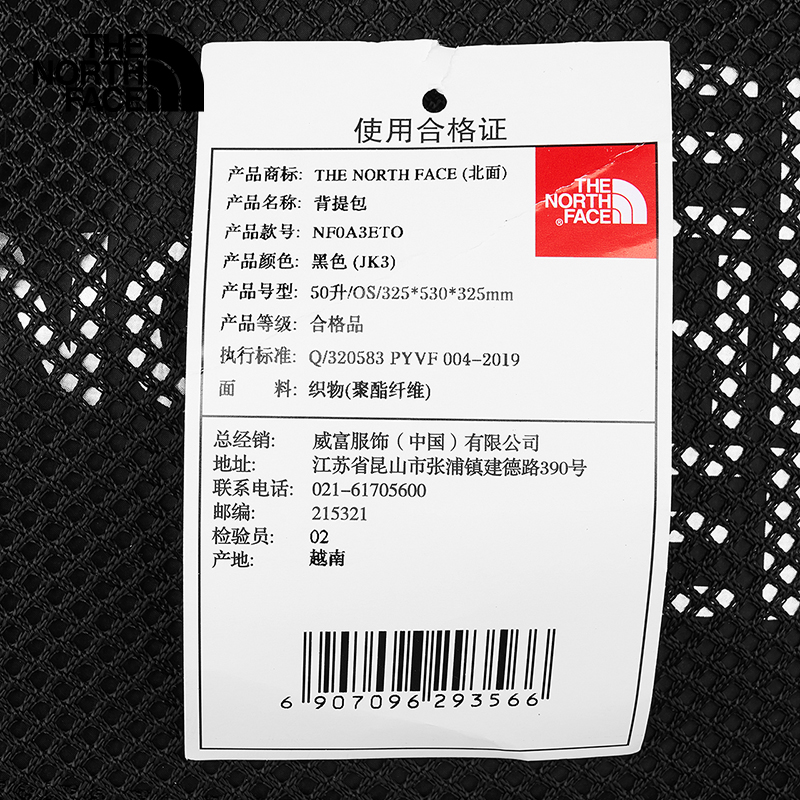 THE
NORTH
FACE
使用合格证
产品商标: THE NORTH FACE (北面)
产品名称: 背提包
产品款号: NF0A3ETO
产品颜色: 黑色 (JK3)
产品号型: 50升/OS/325*530*325mm
产品等级: 合格品
执行标准: Q/320583 PYVF 004-2019
面 料: 织物(聚酯纤维)
THE
NORTH
FACE
®
总经销: 威富服饰（中国）有限公司
地址: 江苏省昆山市张浦镇建德路390号
联系电话: 021-61705600
邮编: 215321
检验员: 02
产地: 越南
6 907096 293566